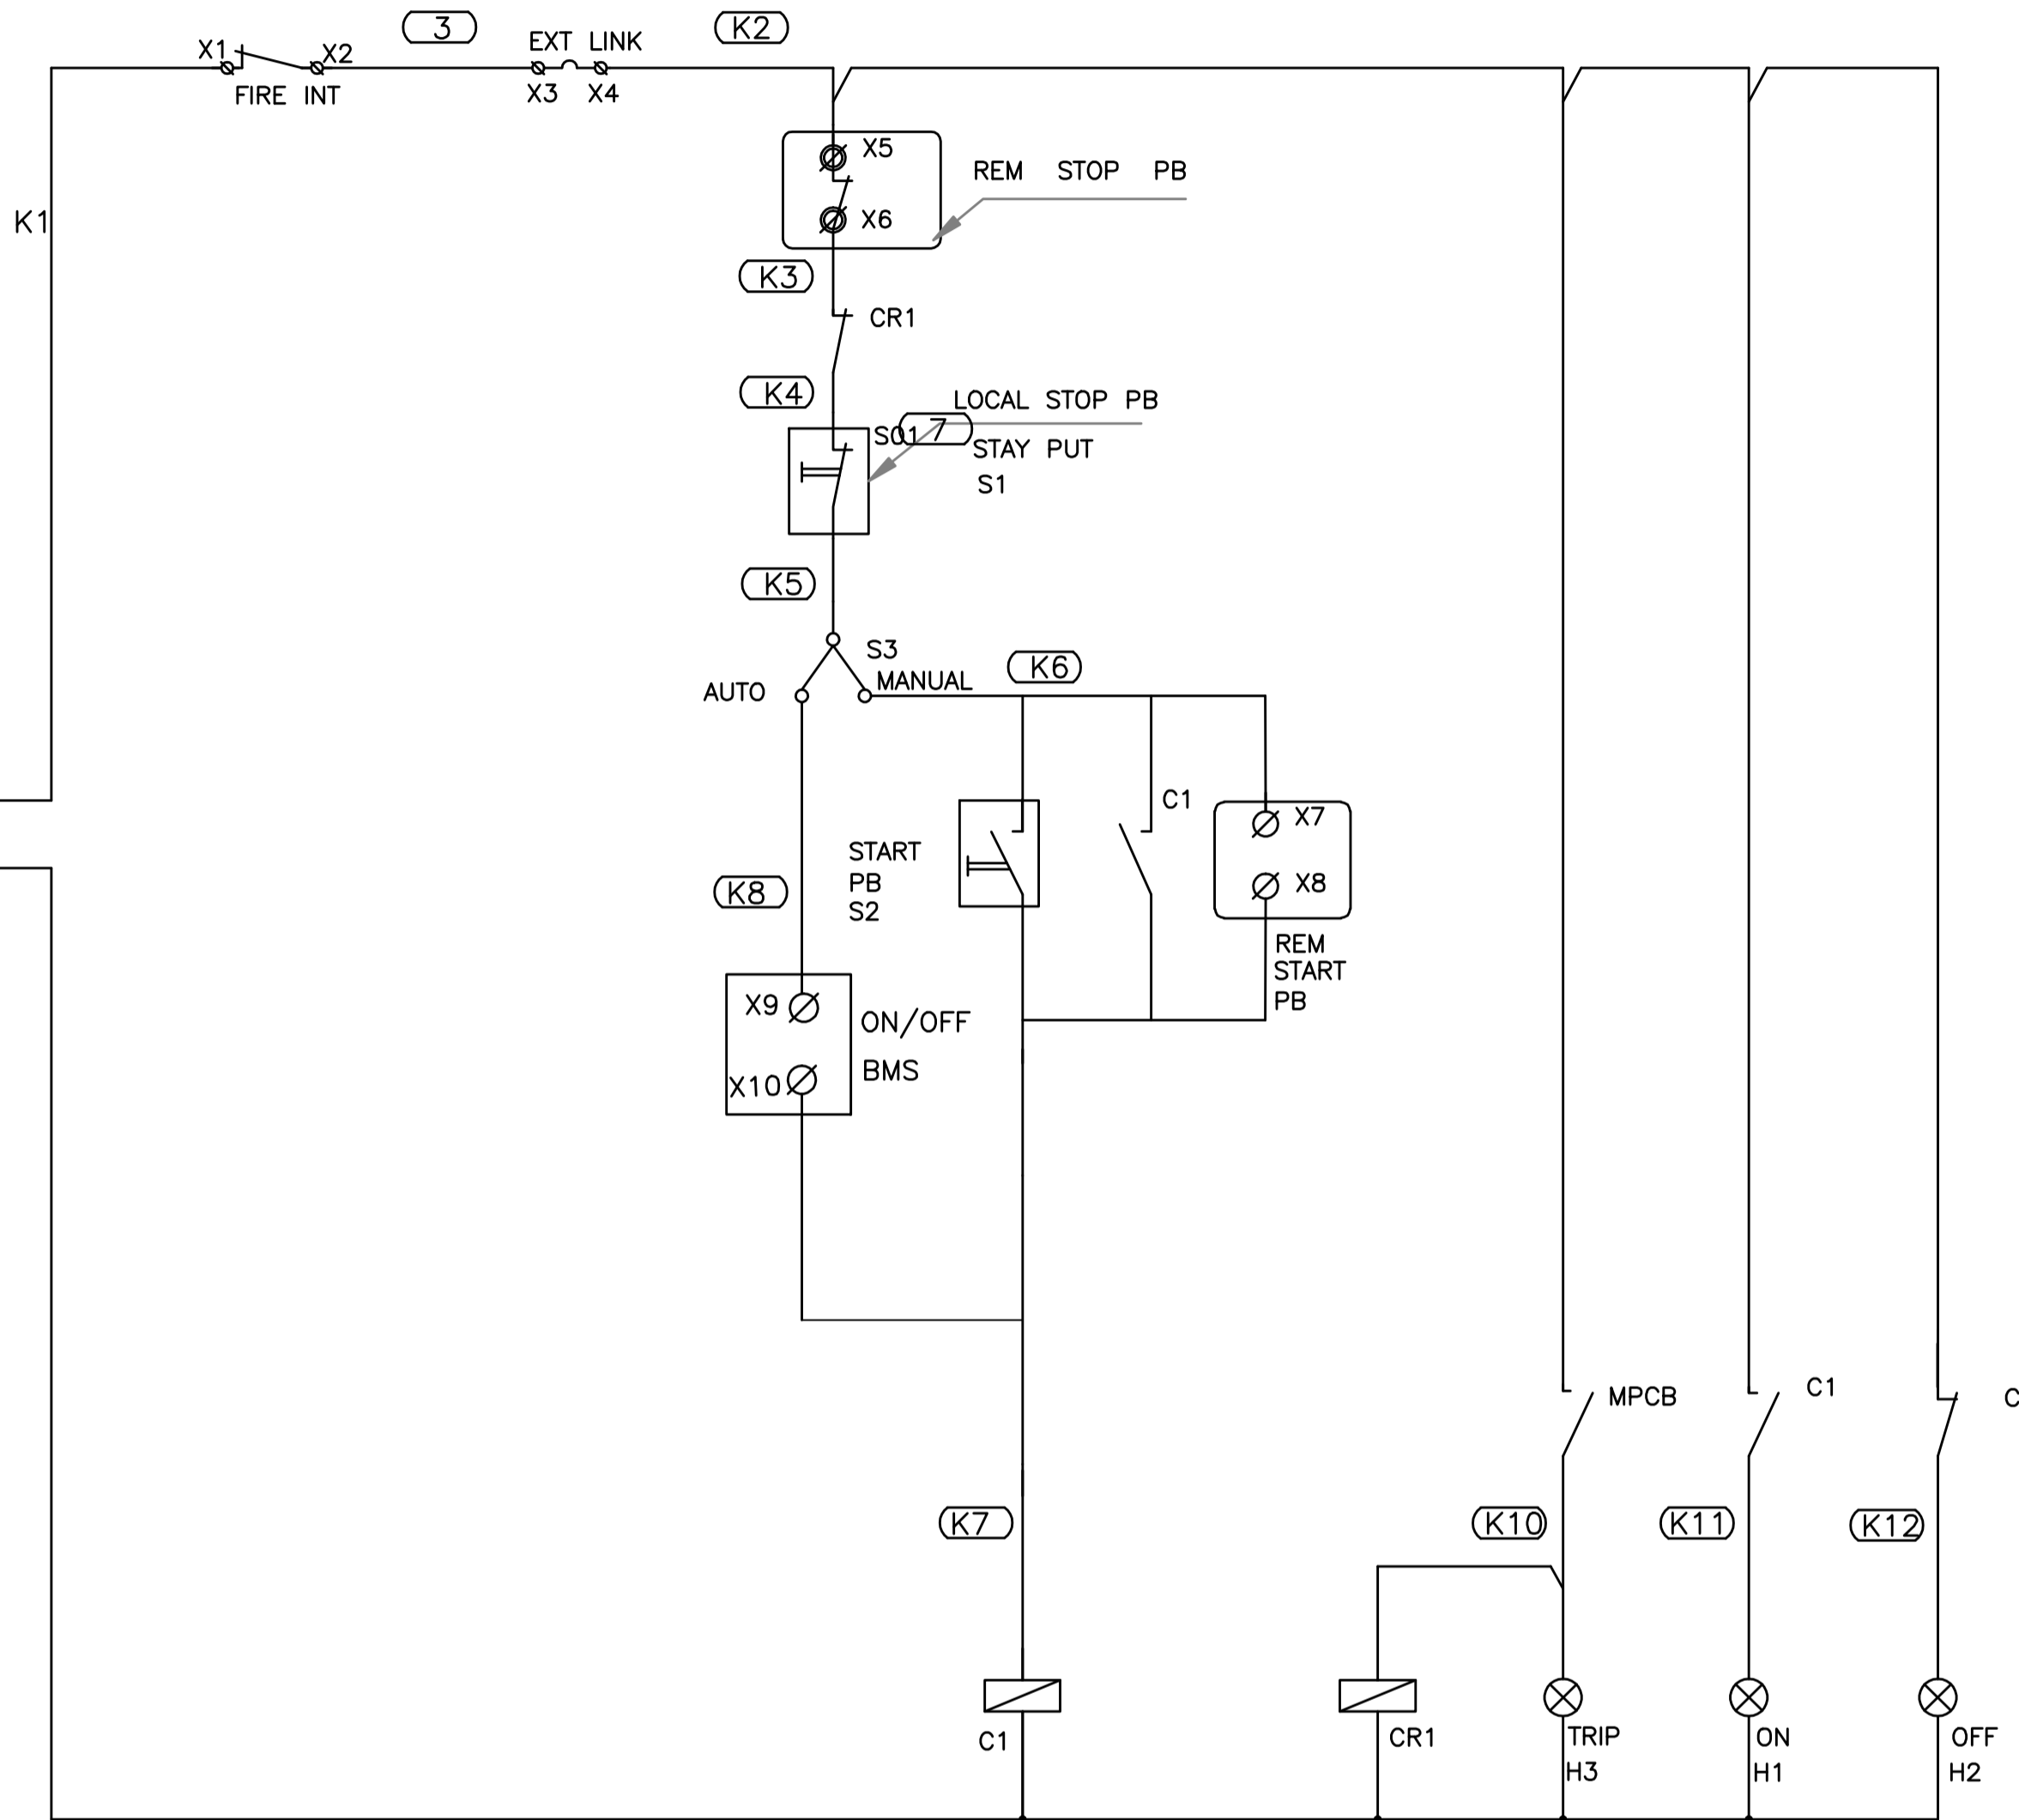 3
K2
X1
X2
EXT LINK
FIRE INT
X3
X4
X5
REM STOP PB
K1
X6
K3
CR1
K4
LOCAL STOP PB
S01
7
STAY PUT
S1
K5
S3
K6
AUTO
MANUAL
C1
X7
START
PB
S2
X8
K8
REM
START
PB
X9
ON/OFF
BMS
X10
MPCB
C1
C
K7
K10
K11
K12
C1
CR1
TRIP
H3
ON
H1
OFF
H2